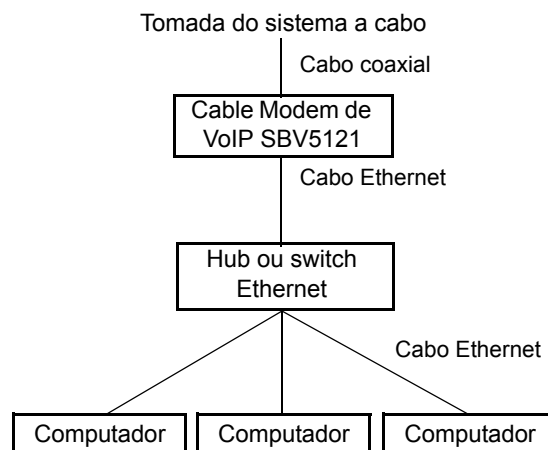 Tomada do sistema a cabo
Cabo coaxial
Cable Modem de
VoIP SBV5121
Cabo Ethernet
Hub ou switch
Ethernet
Cabo Ethernet
Computador
Computador
Computador